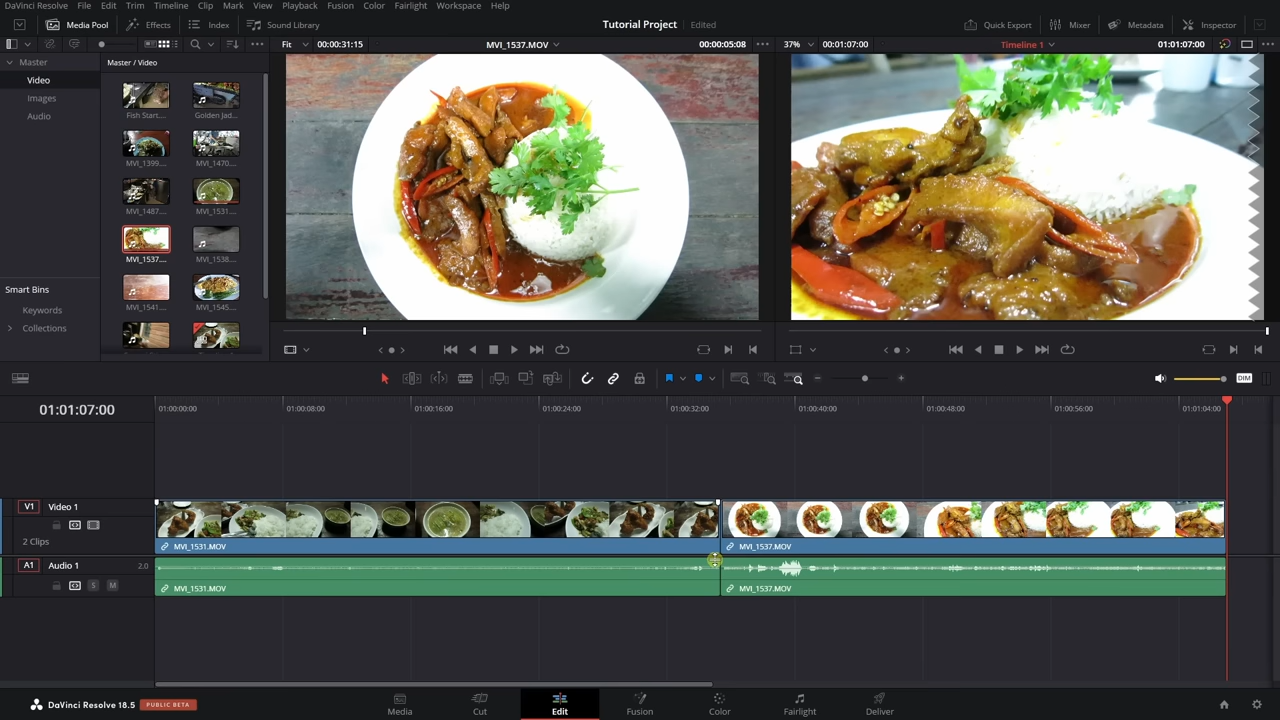 DaVinci Resolve File Edit Trim Timeline Clip Mark View Playback Fusion Color Fairlight Workspace Help
Media Pool Effects Index Sound Library Tutorial Project Edited Quick Export Mixer Metadata Inspector
Fit 00:00:31:15 MVI_1537.MOV 00:00:05:08 37% 00:01:07:00 Timeline 1 01:01:07:00
Master
Video
Images
Audio
Smart Bins
Keywords
Collections
Master / Video
Fish Start... Golden Jad...
MVI_1399.... MVI_1470....
MVI_1487.... MVI_1531....
MVI_1537.... MVI_1538....
MVI_1541.... MVI_1545....
DIM
01:01:07:00
01:00:00:00 01:00:08:00 01:00:16:00 01:00:24:00 01:00:32:00 01:00:40:00 01:00:48:00 01:00:56:00 01:01:04:00
V1 Video 1
2 Clips
MVI_1531.MOV MVI_1537.MOV
A1 Audio 1 2.0
S M
MVI_1531.MOV MVI_1537.MOV
DaVinci Resolve 18.5 PUBLIC BETA
Media Cut Edit Fusion Color Fairlight Deliver